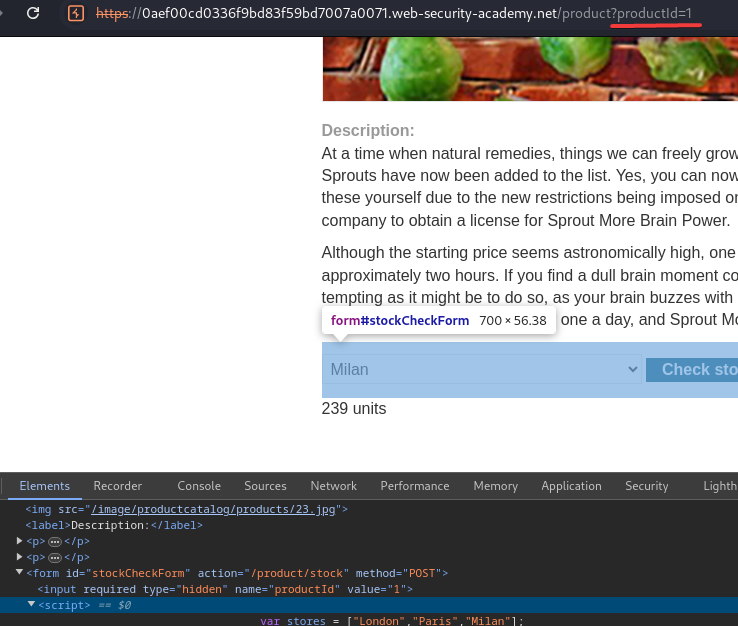 https://0aef00cd0336f9bd83f59bd7007a0071.web-security-academy.net/product?productId=1
Description:
At a time when natural remedies, things we can freely grow
Sprouts have now been added to the list. Yes, you can now
these yourself due to the new restrictions being imposed or
company to obtain a license for Sprout More Brain Power.
Although the starting price seems astronomically high, one
approximately two hours. If you find a dull brain moment co
tempting as it might be to do so, as your brain buzzes with
form#stockCheckForm 700 × 56.38 one a day, and Sprout Mo
Milan Check sto
239 units
Elements Recorder Console Sources Network Performance Memory Application Security Lighth
<img src="/image/productcatalog/products/23.jpg">
<label>Description:</label>
<p>…</p>
<p>…</p>
<form id="stockCheckForm" action="/product/stock" method="POST">
<input required type="hidden" name="productId" value="1">
<script> == $0
var stores = ["London","Paris","Milan"];